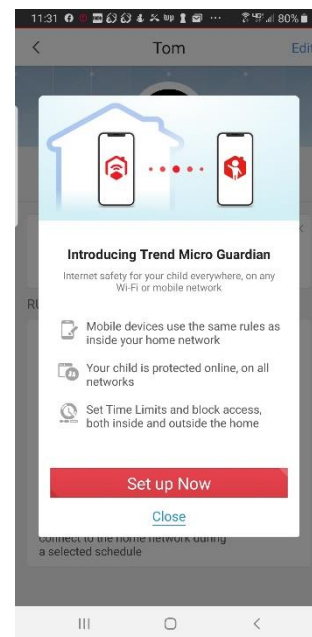 11:31
80%
Tom
Edi
Introducing Trend Micro Guardian
Internet safety for your child everywhere, on any
Wi-Fi or mobile network
Mobile devices use the same rules as
inside your home network
Your child is protected online, on all
networks
Set Time Limits and block access,
both inside and outside the home
Set up Now
Close
connect to the home network during
a selected schedule